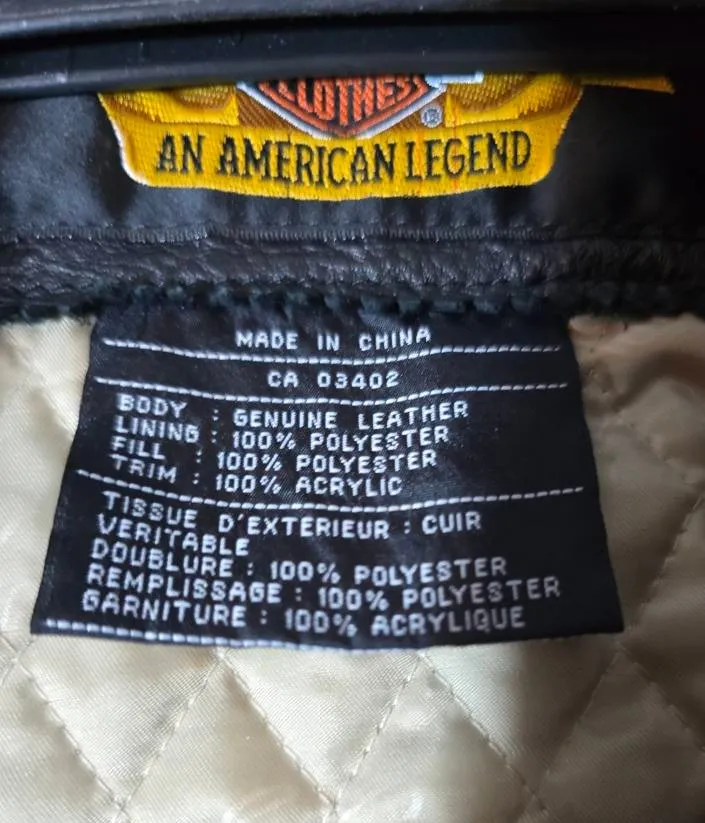 CLOTHES
®
AN AMERICAN LEGEND
MADE IN CHINA
CA 03402
BODY : GENUINE LEATHER
LINING : 100% POLYESTER
FILL : 100% POLYESTER
TRIM : 100% ACRYLIC
TISSUE D'EXTERIEUR : CUIR
VERITABLE
DOUBLURE : 100% POLYESTER
REMPLISSAGE : 100% POLYESTER
GARNITURE : 100% ACRYLIQUE